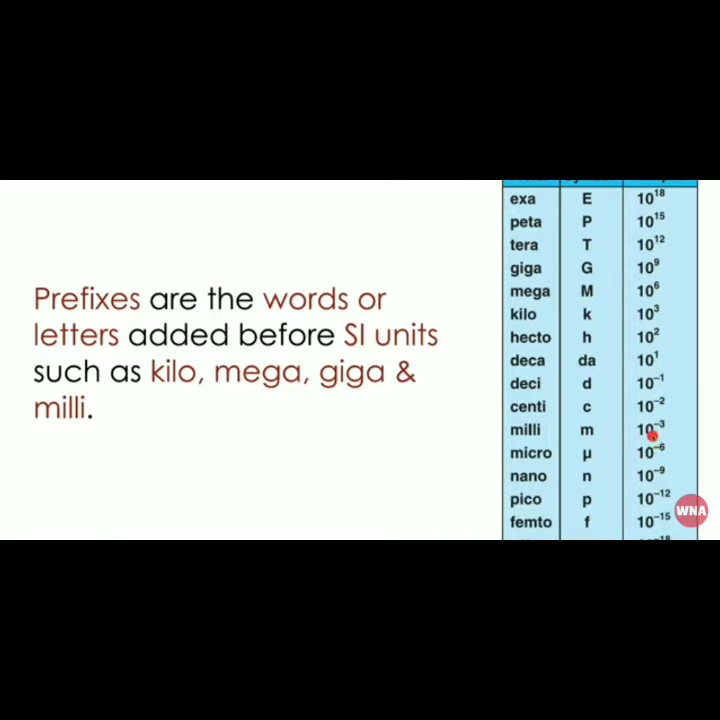 Prefixes are the words or
letters added before SI units
such as kilo, mega, giga &
milli.
exa E 10¹⁸
peta P 10¹⁵
tera T 10¹²
giga G 10⁹
mega M 10⁶
kilo k 10³
hecto h 10²
deca da 10¹
deci d 10⁻¹
centi c 10⁻²
milli m 10⁻³
micro μ 10⁻⁶
nano n 10⁻⁹
pico p 10⁻¹²
femto f 10⁻¹⁵
WNA